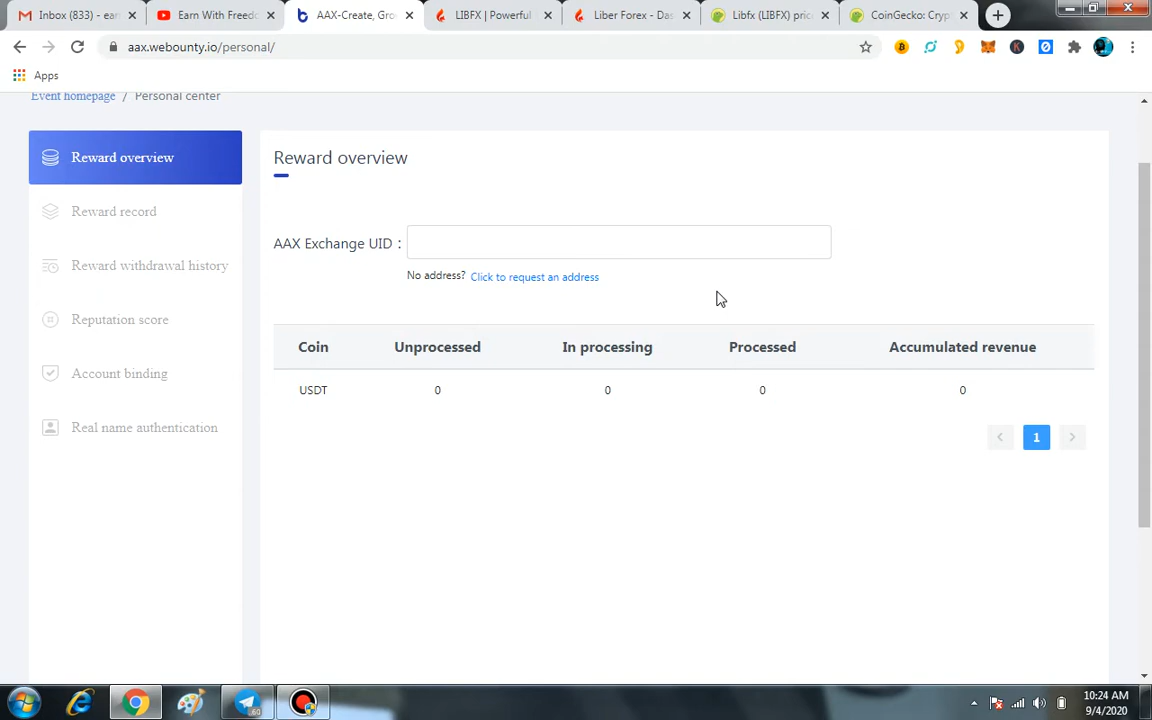 Inbox (833) - ear
Earn With Freedo
AAX-Create, Gro
LIBFX | Powerful
Liber Forex - Das
Libfx (LIBFX) pric
CoinGecko: Cryp
aax.webounty.io/personal/
Apps
Event homepage / Personal center
Reward overview
Reward record
Reward withdrawal history
Reputation score
Account binding
Real name authentication
Reward overview
AAX Exchange UID :
No address? Click to request an address
Coin Unprocessed In processing Processed Accumulated revenue
USDT 0 0 0 0
< 1 >
60
10:24 AM
9/4/2020